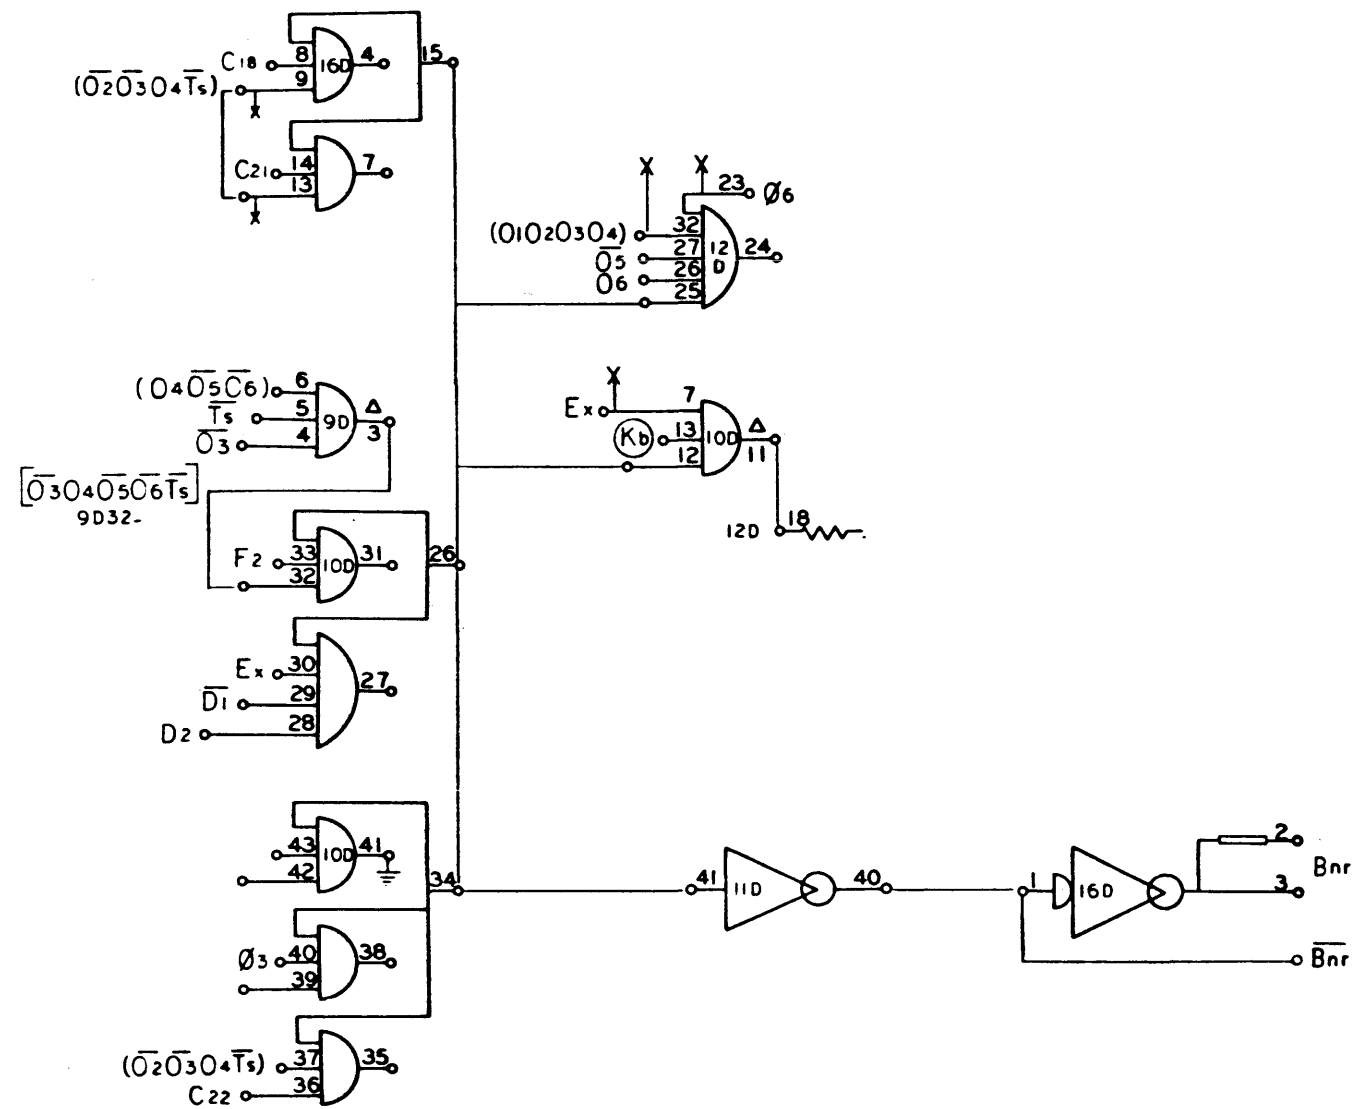 C18 8 16D 4 15
(O̅2O̅3O4T̅s) 9
X
C21 14 7
13
X
X X
23 Ø6
(O1O2O3O4) 32
O̅5 27 12D 24
O6 26
25
(O4O̅5O̅6) 6
T̅s 5 9D Δ 3
O̅3 4
[O̅3O4O̅5O̅6T̅s]
9D32-
X
Ex 7
Kb 13 10D Δ 11
12
12D 18
F2 33 10D 31 26
32
Ex 30
D̅1 29 27
D2 28
43 10D 41 34
42
41 11D 40
1 16D 2
Bnr
3
B̅n̅r̅
Ø3 40 38
39
(O̅2O̅3O4T̅s) 37 35
C22 36